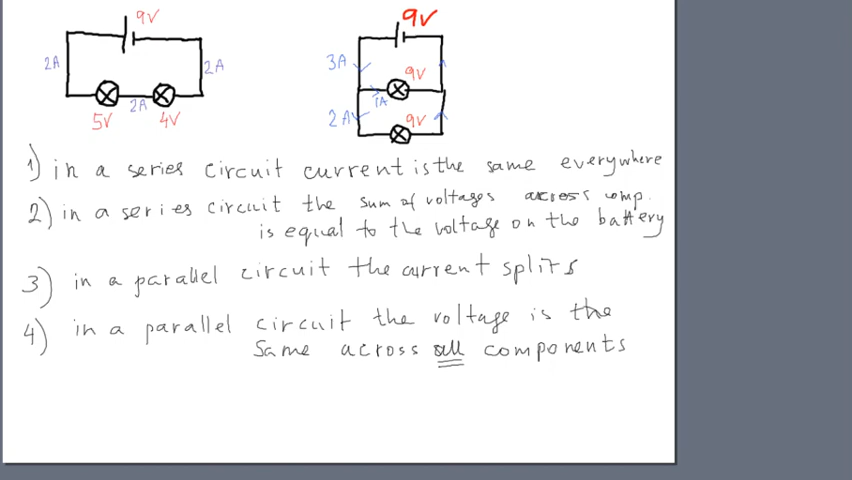 9V
9V
2A
2A
3A
9V
2A
1A
5V
4V
2A
9V
1) in a series circuit current is the same everywhere
2) in a series circuit the sum of voltages across comp.
is equal to the voltage on the battery
3) in a parallel circuit the current splits
4) in a parallel circuit the voltage is the
same across all components